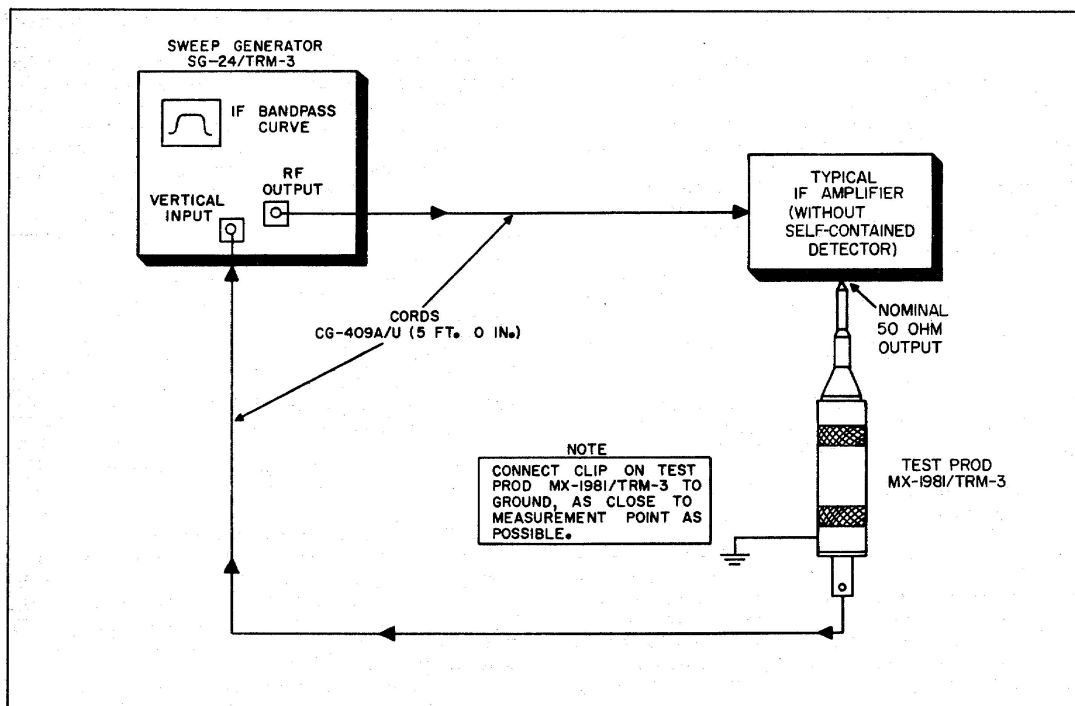 SWEEP GENERATOR
SG-24/TRM-3
IF BANDPASS
CURVE
RF
OUTPUT
VERTICAL
INPUT
TYPICAL
IF AMPLIFIER
(WITHOUT
SELF-CONTAINED
DETECTOR)
NOMINAL
50 OHM
OUTPUT
CORDS
CG-409A/U (5 FT. 0 IN.)
NOTE
CONNECT CLIP ON TEST
PROD MX-1981/TRM-3 TO
GROUND, AS CLOSE TO
MEASUREMENT POINT AS
POSSIBLE.
TEST PROD
MX-1981/TRM-3